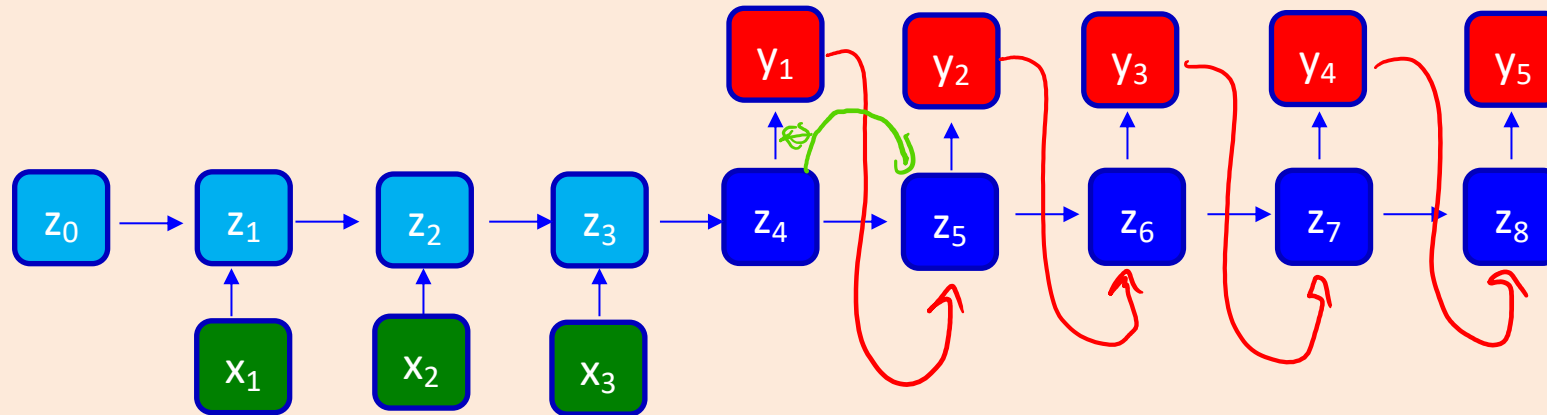 y₁ y₂ y₃ y₄ y₅
z₀ z₁ z₂ z₃ z₄ z₅ z₆ z₇ z₈
x₁ x₂ x₃